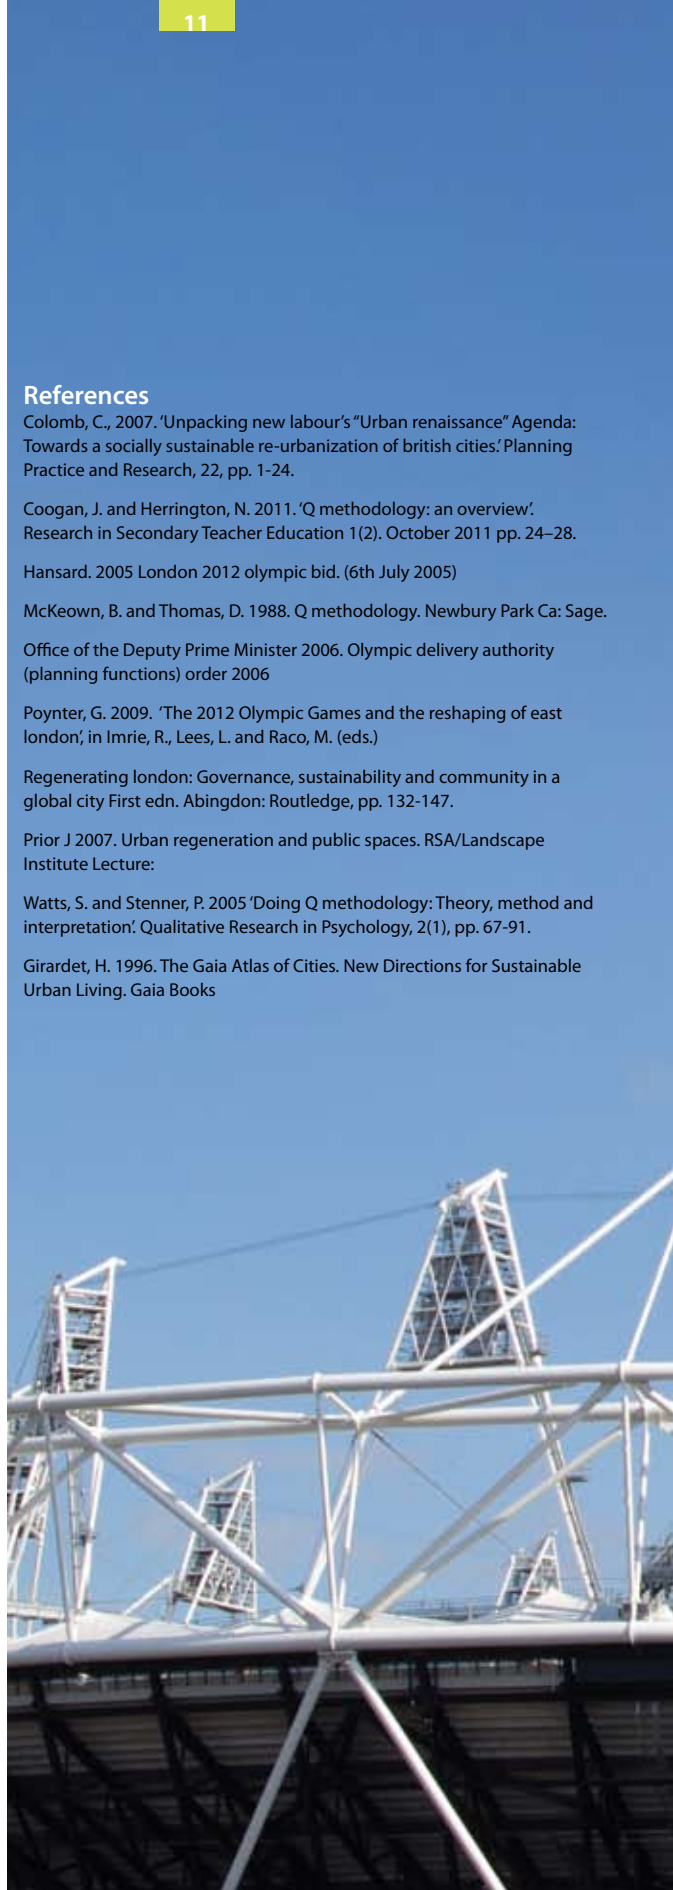 11
References
Colomb, C., 2007. ‘Unpacking new labour’s “Urban renaissance” Agenda:
Towards a socially sustainable re-urbanization of british cities.’ Planning
Practice and Research, 22, pp. 1-24.
Coogan, J. and Herrington, N. 2011. ‘Q methodology: an overview’.
Research in Secondary Teacher Education 1(2). October 2011 pp. 24–28.
Hansard. 2005 London 2012 olympic bid. (6th July 2005)
McKeown, B. and Thomas, D. 1988. Q methodology. Newbury Park Ca: Sage.
Office of the Deputy Prime Minister 2006. Olympic delivery authority
(planning functions) order 2006
Poynter, G. 2009. ‘The 2012 Olympic Games and the reshaping of east
london’, in Imrie, R., Lees, L. and Raco, M. (eds.)
Regenerating london: Governance, sustainability and community in a
global city First edn. Abingdon: Routledge, pp. 132-147.
Prior J 2007. Urban regeneration and public spaces. RSA/Landscape
Institute Lecture:
Watts, S. and Stenner, P. 2005 ‘Doing Q methodology: Theory, method and
interpretation’. Qualitative Research in Psychology, 2(1), pp. 67-91.
Girardet, H. 1996. The Gaia Atlas of Cities. New Directions for Sustainable
Urban Living. Gaia Books